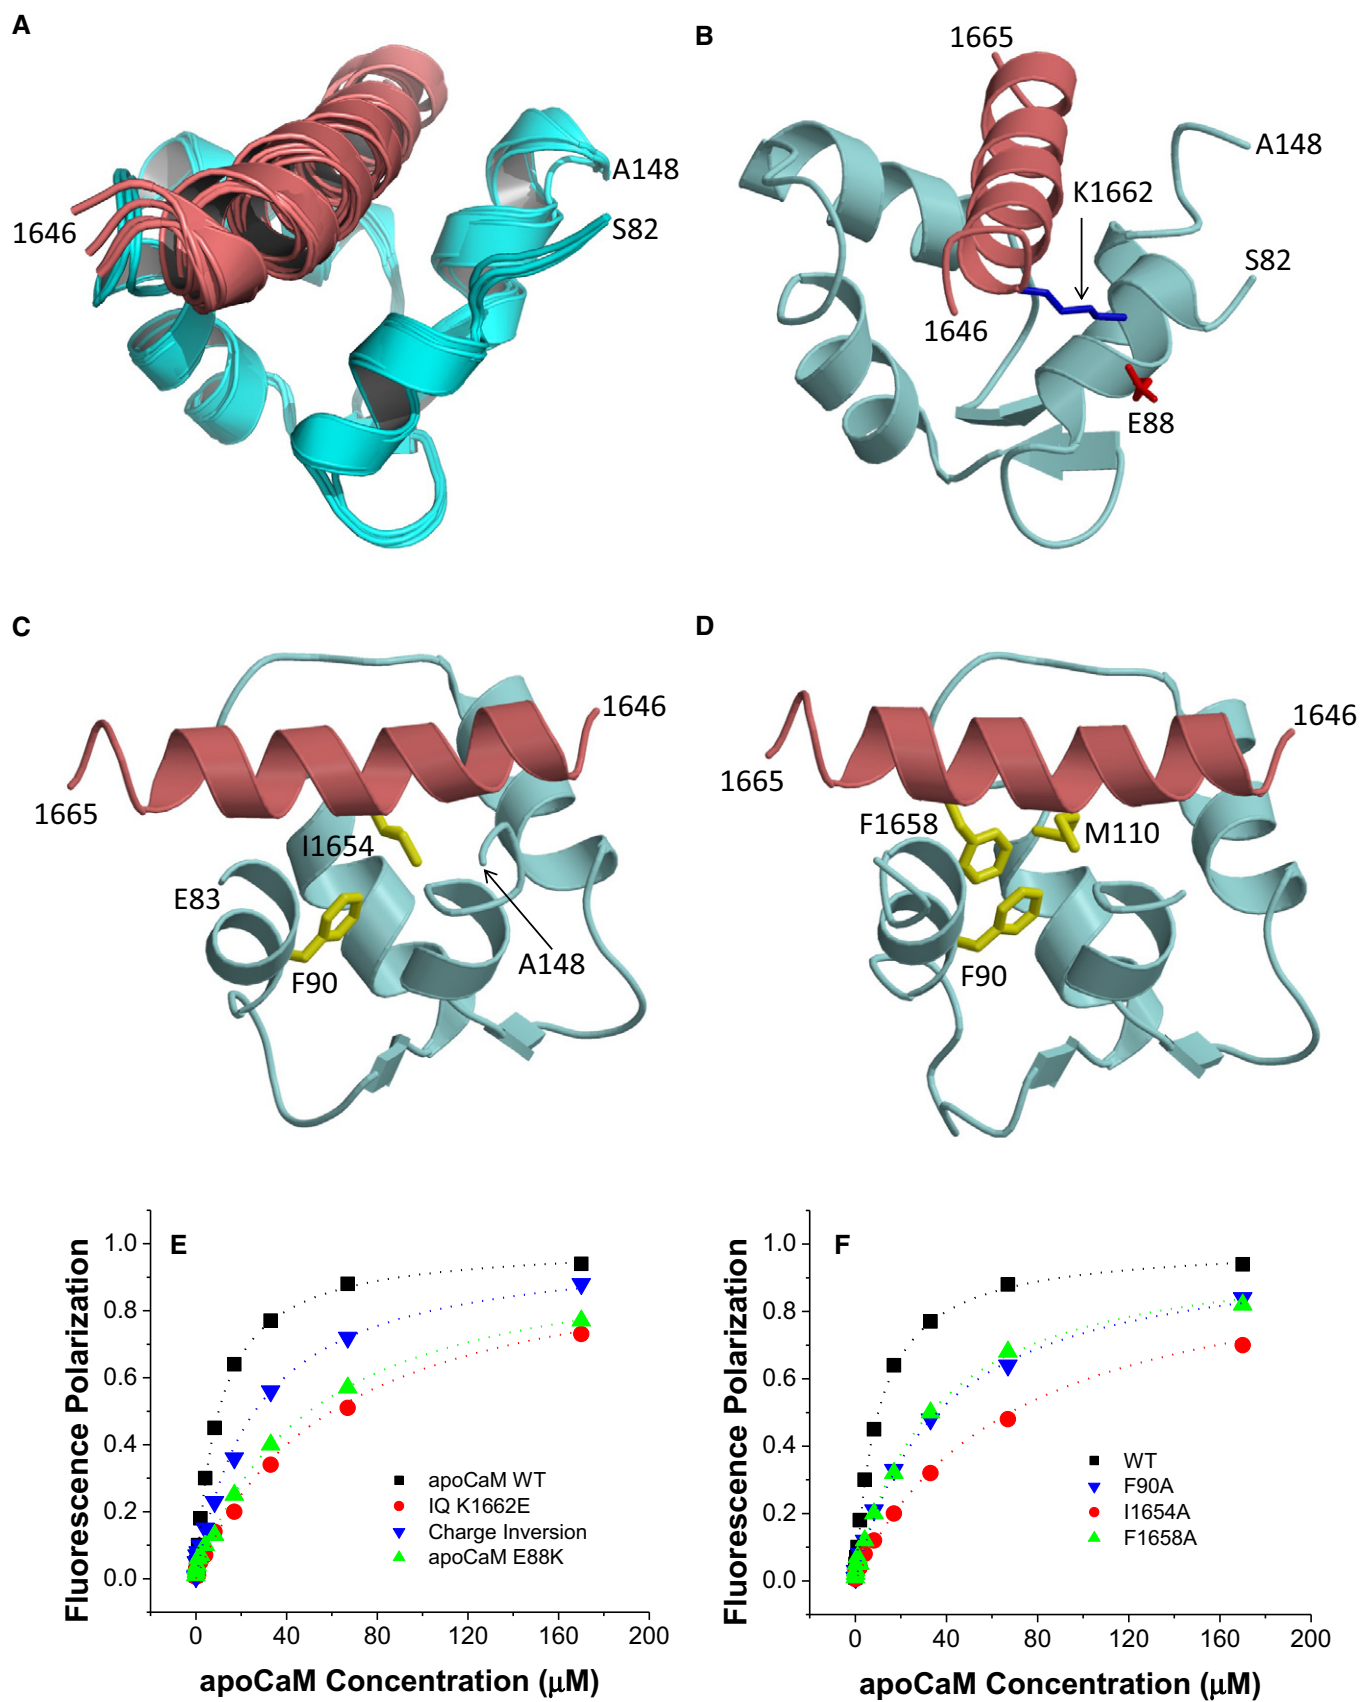 A
1646
A148
S82
B
1665
A148
K1662
S82
1646
E88
C
1646
1665
I1654
E83
F90
A148
D
1646
1665
F1658
M110
F90
E
Fluorescence Polarization
1.0
0.8
0.6
0.4
0.2
0.0
apoCaM WT
IQ K1662E
Charge Inversion
apoCaM E88K
0 40 80 120 160 200
apoCaM Concentration (μM)
F
Fluorescence Polarization
1.0
0.8
0.6
0.4
0.2
0.0
WT
F90A
I1654A
F1658A
0 40 80 120 160 200
apoCaM Concentration (μM)